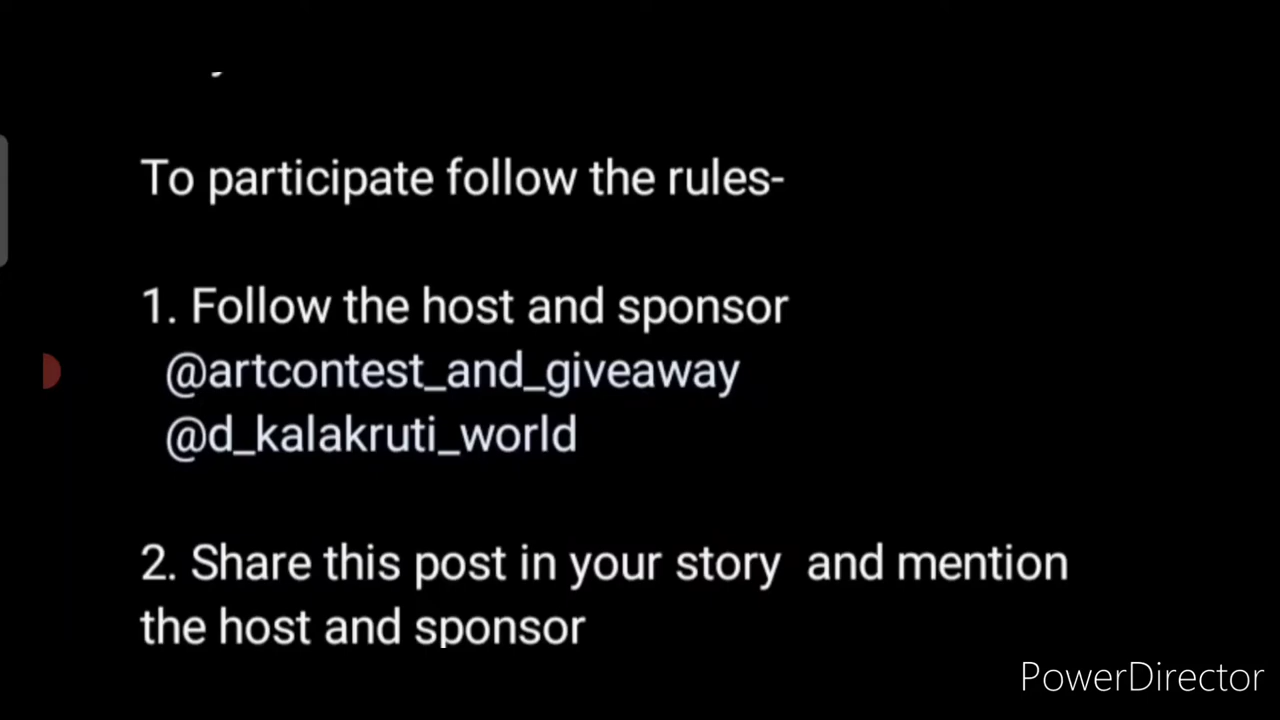 To participate follow the rules-
1. Follow the host and sponsor
@artcontest_and_giveaway
@d_kalakruti_world
2. Share this post in your story  and mention
the host and sponsor
PowerDirector